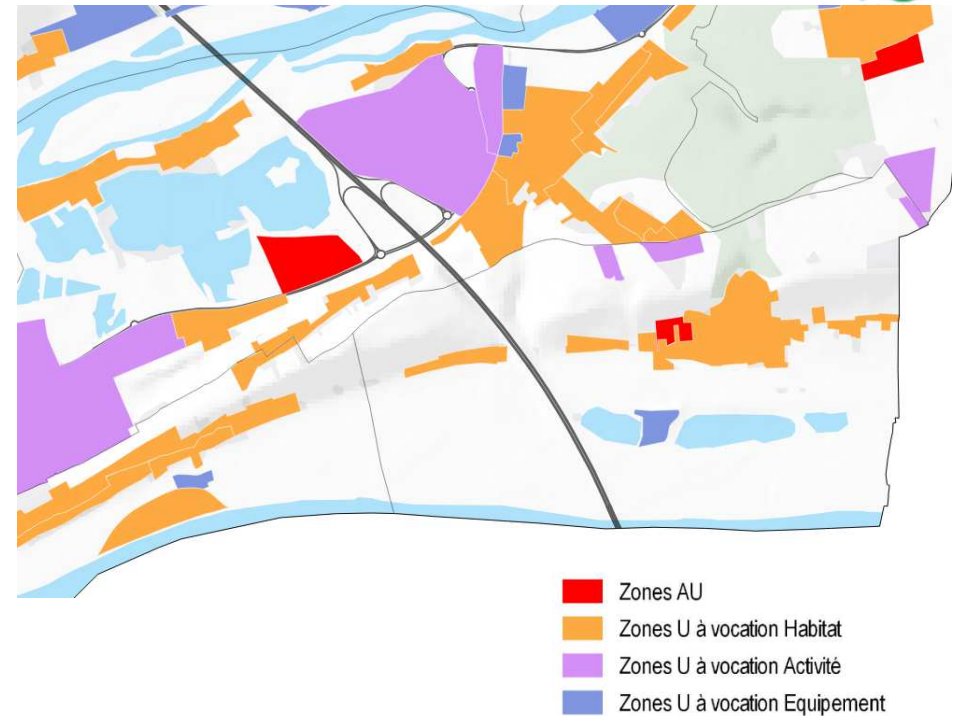 Zones AU
Zones U à vocation Habitat
Zones U à vocation Activité
Zones U à vocation Equipement